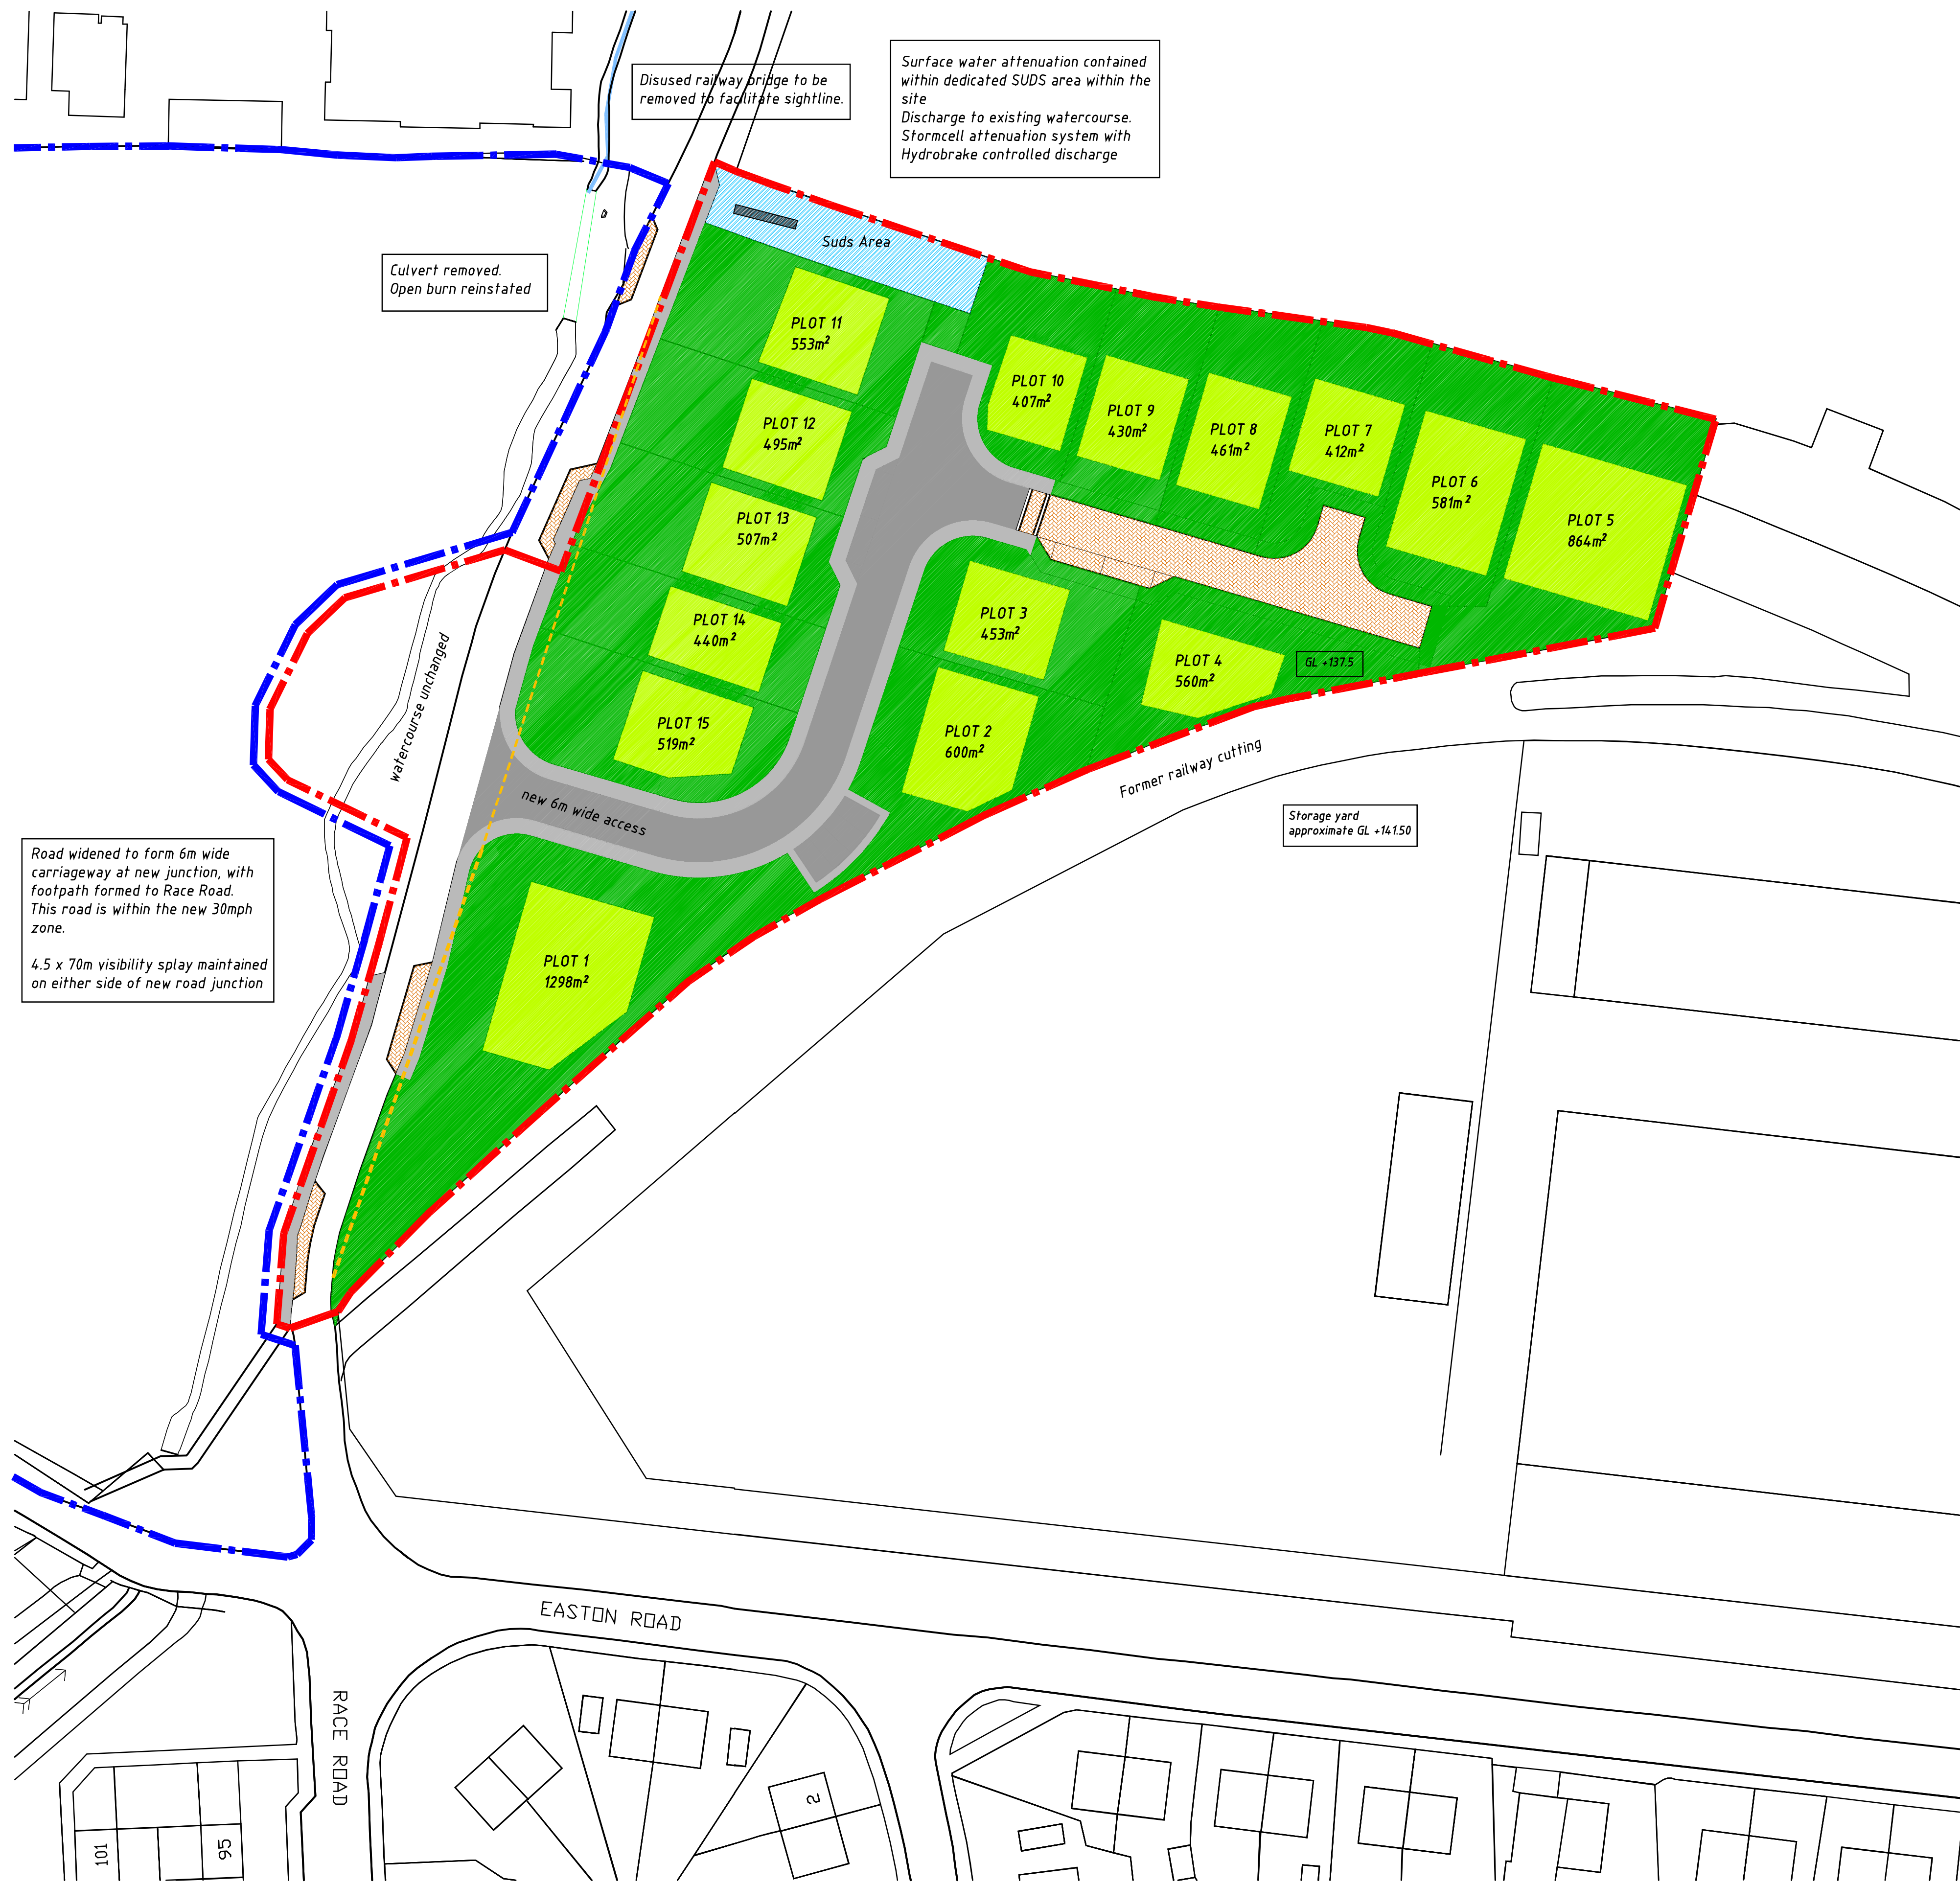 Disused railway bridge to be
removed to facilitate sightline.
Surface water attenuation contained
within dedicated SUDS area within the
site
Discharge to existing watercourse.
Stormcell attenuation system with
Hydrobrake controlled discharge
Suds Area
Culvert removed.
Open burn reinstated
PLOT 11
553m²
PLOT 10
407m²
PLOT 9
430m²
PLOT 8
461m²
PLOT 7
412m²
PLOT 6
581m²
PLOT 5
864m²
PLOT 12
495m²
PLOT 13
507m²
PLOT 14
440m²
PLOT 3
453m²
PLOT 4
560m²
GL +137.5
PLOT 15
519m²
PLOT 2
600m²
watercourse unchanged
new 6m wide access
Former railway cutting
Storage yard
approximate GL +141.50
Road widened to form 6m wide
carriageway at new junction, with
footpath formed to Race Road.
This road is within the new 30mph
zone.
4.5 x 70m visibility splay maintained
on either side of new road junction
PLOT 1
1298m²
EASTON ROAD
RACE ROAD
2
101
95